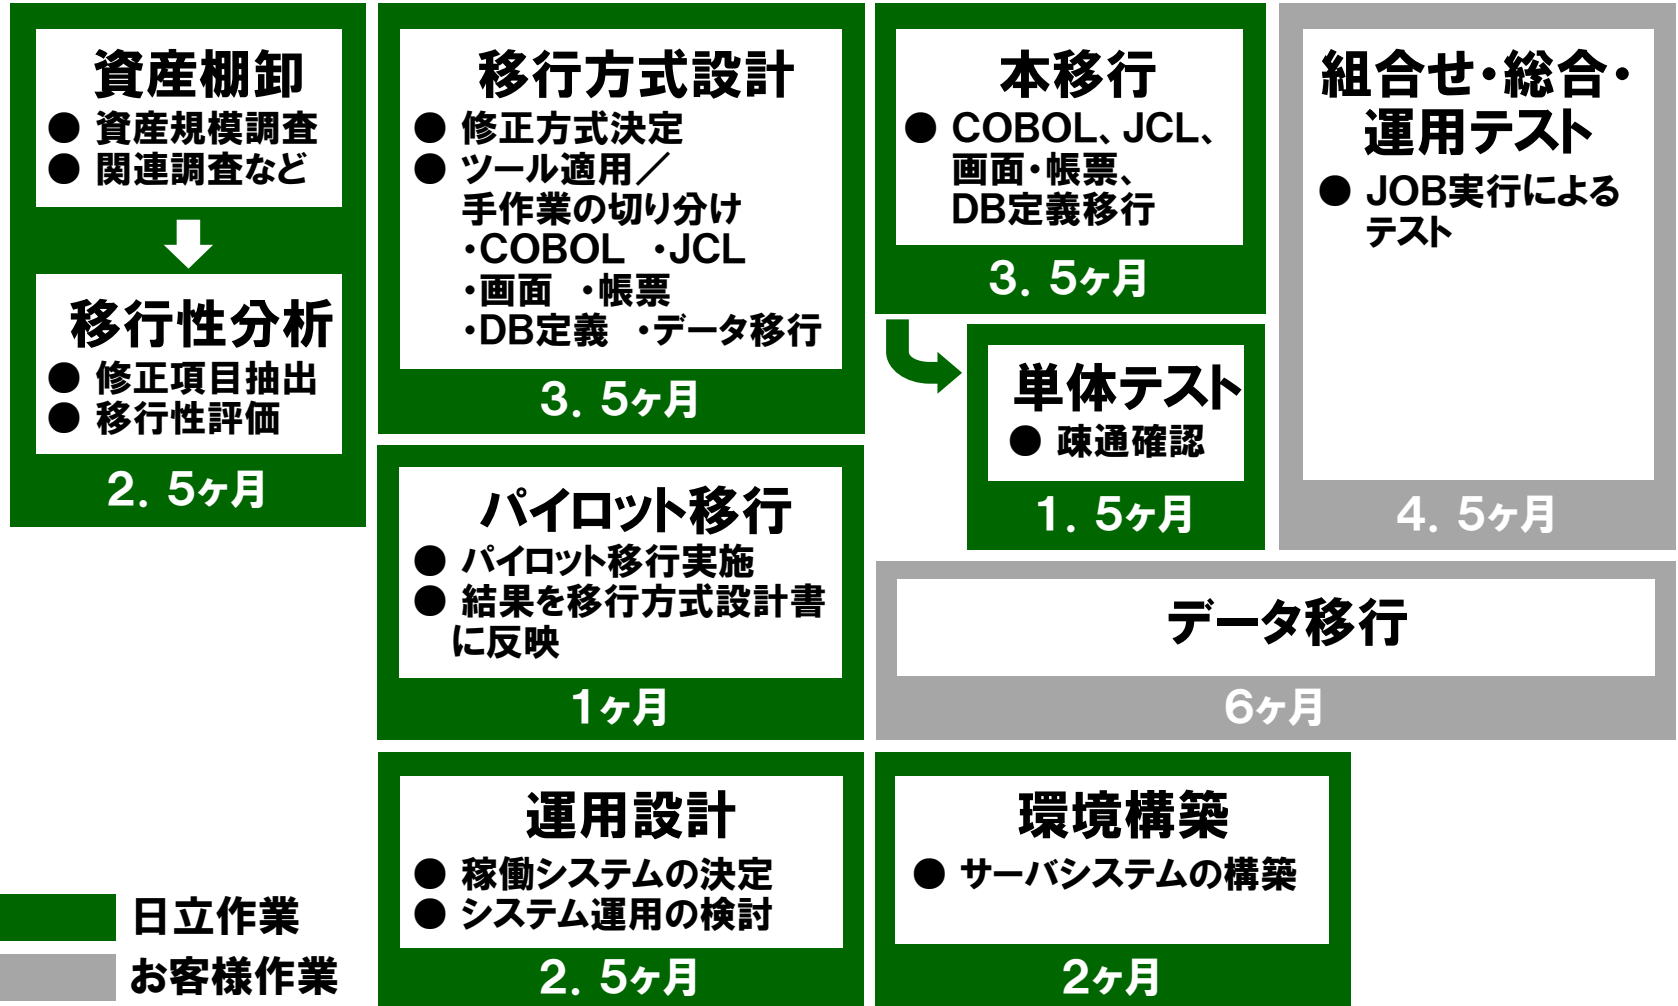 資産棚卸
● 資産規模調査
● 関連調査など
移行性分析
● 修正項目抽出
● 移行性評価
2．5ヶ月
移行方式設計
● 修正方式決定
● ツール適用／
手作業の切り分け
・COBOL ・JCL
・画面 ・帳票
・DB定義 ・データ移行
3．5ヶ月
パイロット移行
● パイロット移行実施
● 結果を移行方式設計書
に反映
1ヶ月
運用設計
● 稼働システムの決定
● システム運用の検討
2．5ヶ月
本移行
● COBOL、JCL、
画面・帳票、
DB定義移行
3．5ヶ月
単体テスト
● 疎通確認
1．5ヶ月
組合せ・総合・
運用テスト
● JOB実行による
テスト
4．5ヶ月
データ移行
6ヶ月
環境構築
● サーバシステムの構築
2ヶ月
日立作業
お客様作業